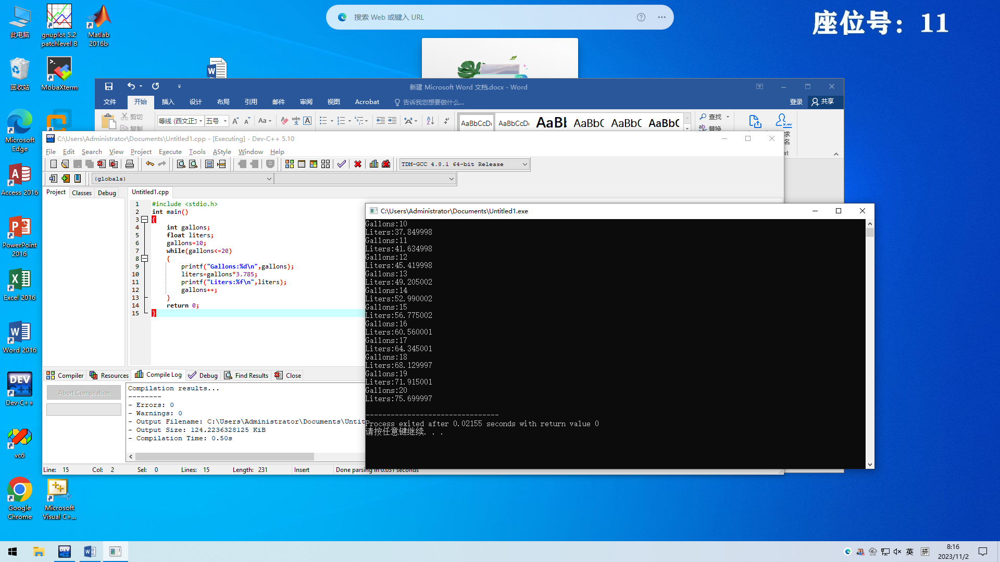 此电脑
gnuplot 5.2
patchlevel 8
Matlab
2016b
搜索 Web 或键入 URL
座位号：11
回收站
MobaXterm
新建 Microsoft Word 文档.docx - Word
文件 开始 插入 设计 布局 引用 邮件 审阅 视图 Acrobat 告诉我您想要做什么... 登录 共享
剪切
复制
等线 (西文正 五号 Aa
AaBbCcDc AaBbCcDc AaBb AaBbC AaBbC AaBbC
查找
替换
Microsoft
Edge
C:\Users\Administrator\Documents\Untitled1.cpp - [Executing] - Dev-C++ 5.10
File Edit Search View Project Execute Tools AStyle Window Help
TDM-GCC 4.8.1 64-bit Release
(globals)
Project Classes Debug
Untitled1.cpp
1 #include <stdio.h>
2 int main()
3 {
4 int gallons;
5 float liters;
6 gallons=10;
7 while(gallons<=20)
8 {
9 printf("Gallons:%d\n",gallons);
10 liters=gallons*3.785;
11 printf("Liters:%f\n",liters);
12 gallons++;
13 }
14 return 0;
15 }
C:\Users\Administrator\Documents\Untitled1.exe
Gallons:10
Liters:37.849998
Gallons:11
Liters:41.634998
Gallons:12
Liters:45.419998
Gallons:13
Liters:49.205002
Gallons:14
Liters:52.990002
Gallons:15
Liters:56.775002
Gallons:16
Liters:60.560001
Gallons:17
Liters:64.345001
Gallons:18
Liters:68.129997
Gallons:19
Liters:71.915001
Gallons:20
Liters:75.699997
--------------------------------
Process exited after 0.02155 seconds with return value 0
请按任意键继续. . .
Compiler Resources Compile Log Debug Find Results Close
Abort Compilation
Compilation results...
--------
- Errors: 0
- Warnings: 0
- Output Filename: C:\Users\Administrator\Documents\Untit
- Output Size: 124.2236328125 KiB
- Compilation Time: 0.50s
Line: 15 Col: 2 Sel: 0 Lines: 15 Length: 231 Insert Done parsing in 0.031 seconds
Access 2016
PowerPoint
2016
Excel 2016
Word 2016
Dev-C++
vc6
Google
Chrome
Microsoft
Visual C+...
英
拼
8:16
2023/11/2